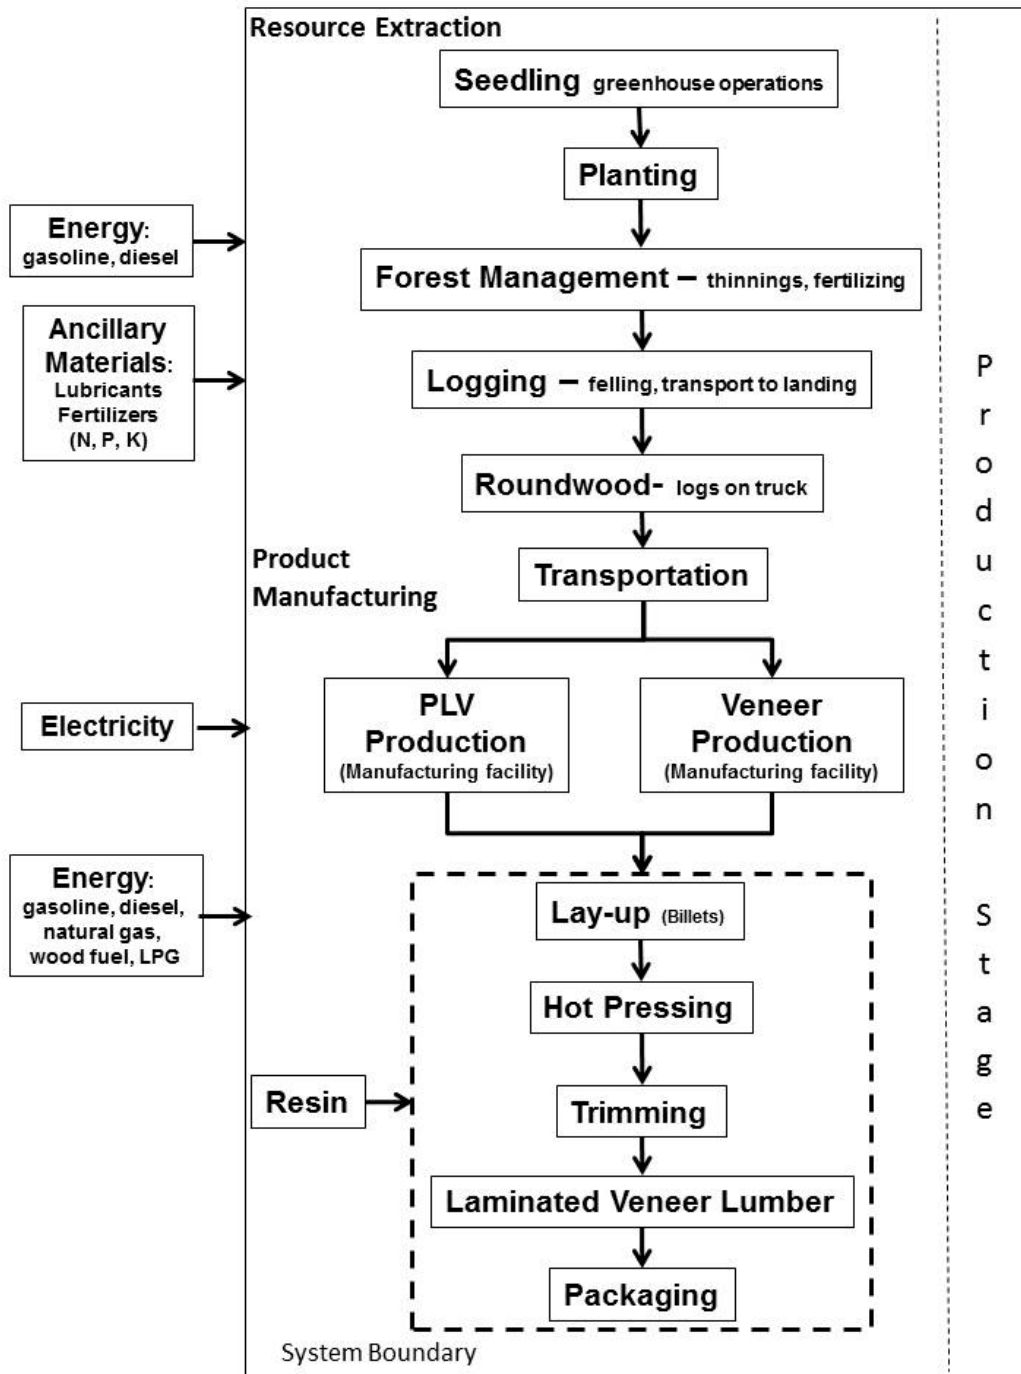 Resource Extraction
Seedling greenhouse operations
Planting
Energy:
gasoline, diesel
Forest Management – thinnings, fertilizing
Ancillary
Materials:
Lubricants
Fertilizers
(N, P, K)
Logging – felling, transport to landing
Roundwood- logs on truck
Product
Manufacturing
Transportation
PLV
Production
(Manufacturing facility)
Veneer
Production
(Manufacturing facility)
Electricity
Energy:
gasoline, diesel,
natural gas,
wood fuel, LPG
Lay-up (Billets)
Hot Pressing
Resin
Trimming
Laminated Veneer Lumber
Packaging
System Boundary
Production Stage